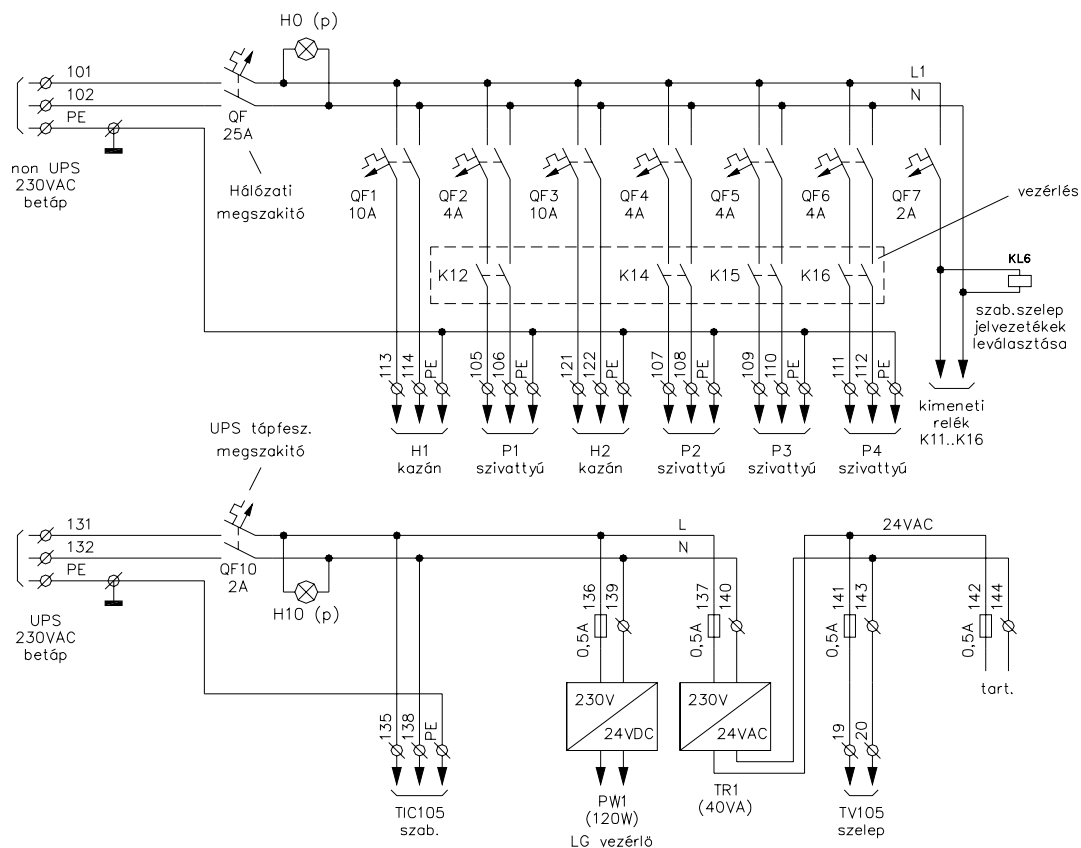 H0 (p)
101
102
PE
QF
25A
L1
N
non UPS
230VAC
betáp
Hálózati
megszakitó
QF1
10A
QF2
4A
QF3
10A
QF4
4A
QF5
4A
QF6
4A
QF7
2A
vezérlés
K12
K14
K15
K16
KL6
szab.szelep
jelvezetékek
leválasztása
113
114
PE
105
106
PE
121
122
107
108
PE
109
110
PE
111
112
PE
H1
kazán
P1
szivattyú
H2
kazán
P2
szivattyú
P3
szivattyú
P4
szivattyú
kimeneti
relék
K11..K16
UPS tápfesz.
megszakitó
131
132
PE
QF10
2A
H10 (p)
L
N
24VAC
UPS
230VAC
betáp
0,5A
136
139
0,5A
137
140
0,5A
141
143
0,5A
142
144
230V
24VDC
230V
24VAC
tart.
135
138
PE
19
20
TIC105
szab.
PW1
(120W)
LG vezérlö
TR1
(40VA)
TV105
szelep